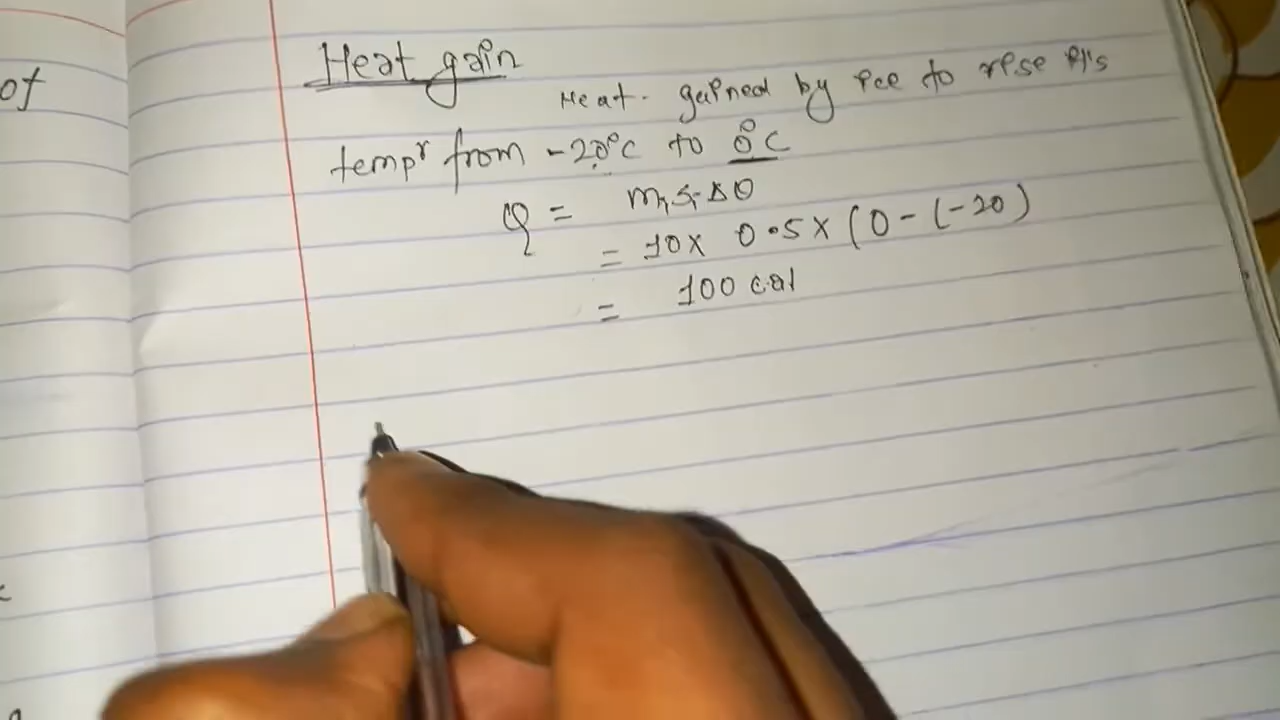 of
Heat gain
Heat. gained by ice to rise it's
tempr from -20°C to 0°C
Q = m, s, Δθ
= 10 x 0.5 x (0 - (-20)
= 100 cal